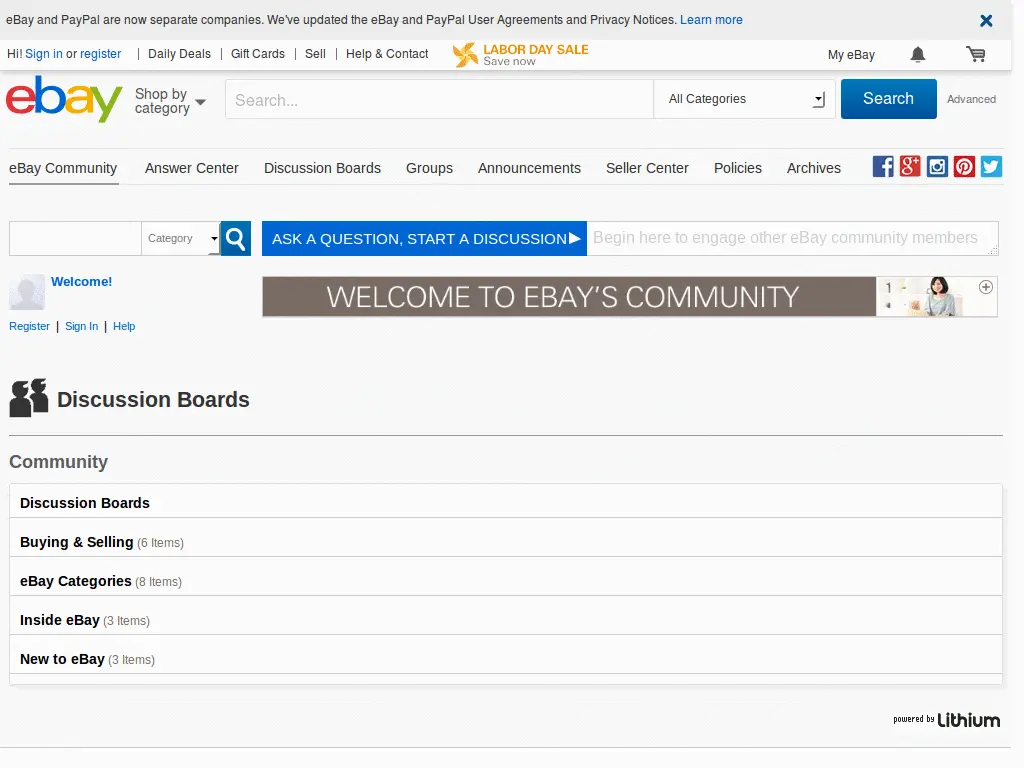 eBay and PayPal are now separate companies. We've updated the eBay and PayPal User Agreements and Privacy Notices. Learn more
Hi! Sign in or register | Daily Deals | Gift Cards | Sell | Help & Contact
LABOR DAY SALE
Save now
My eBay
ebay
Shop by
category
Search...
All Categories
Search
Advanced
eBay Community Answer Center Discussion Boards Groups Announcements Seller Center Policies Archives
Category
ASK A QUESTION, START A DISCUSSION
Begin here to engage other eBay community members
Welcome!
Register | Sign In | Help
WELCOME TO EBAY'S COMMUNITY
Discussion Boards
Community
Discussion Boards
Buying & Selling (6 Items)
eBay Categories (8 Items)
Inside eBay (3 Items)
New to eBay (3 Items)
powered by Lithium